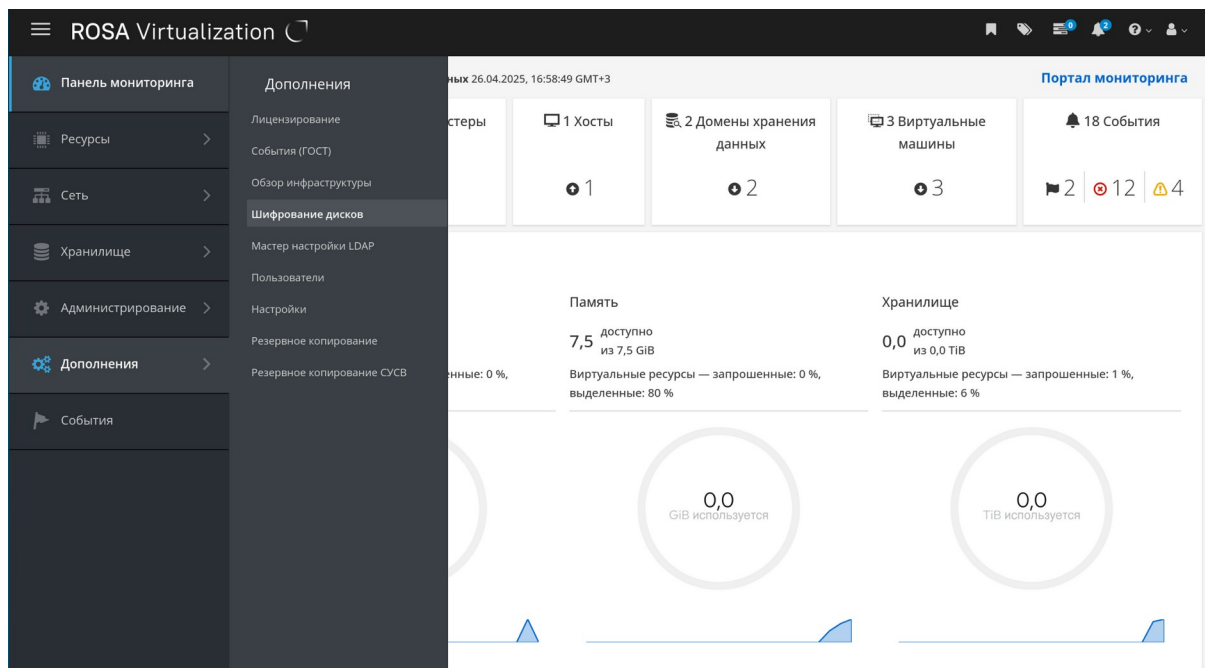 ROSA Virtualization
0
2
Панель мониторинга
Ресурсы
Сеть
Хранилище
Администрирование
Дополнения
События
Дополнения
Лицензирование
События (ГОСТ)
Обзор инфраструктуры
Шифрование дисков
Мастер настройки LDAP
Пользователи
Настройки
Резервное копирование
Резервное копирование СУСВ
ных 26.04.2025, 16:58:49 GMT+3
Портал мониторинга
стеры
1 Хосты
1
2 Домены хранения
данных
2
3 Виртуальные
машины
3
18 События
2 12 4
енные: 0 %,
Память
7,5 доступно
из 7,5 GiB
Виртуальные ресурсы — запрошенные: 0 %,
выделенные: 80 %
0,0
GiB используется
Хранилище
0,0 доступно
из 0,0 TiB
Виртуальные ресурсы — запрошенные: 1 %,
выделенные: 6 %
0,0
TiB используется